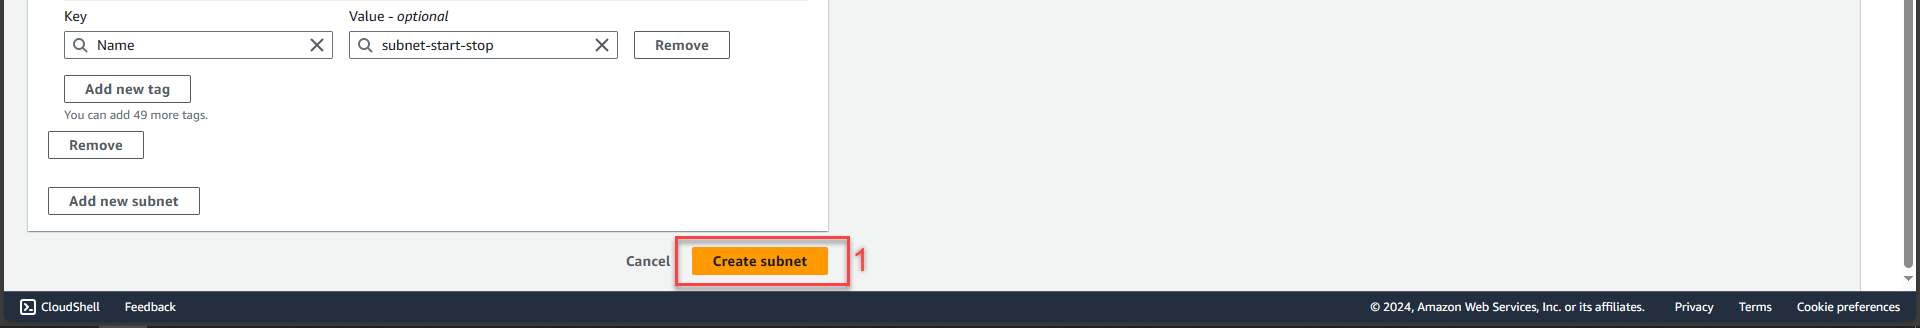 Key Value - optional
Name subnet-start-stop Remove
Add new tag
You can add 49 more tags.
Remove
Add new subnet
Cancel Create subnet 1
CloudShell Feedback © 2024, Amazon Web Services, Inc. or its affiliates. Privacy Terms Cookie preferences